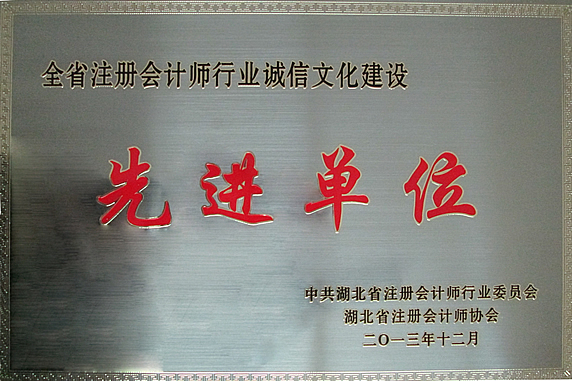 全省注册会计师行业诚信文化建设
先进单位
中共湖北省注册会计师行业委员会
湖北省注册会计师协会
二〇一三年十二月